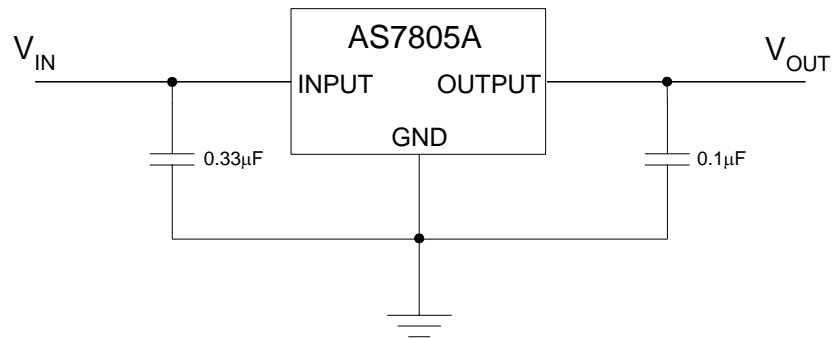 AS7805A
V_IN
V_OUT
INPUT
OUTPUT
GND
0.33μF
0.1μF